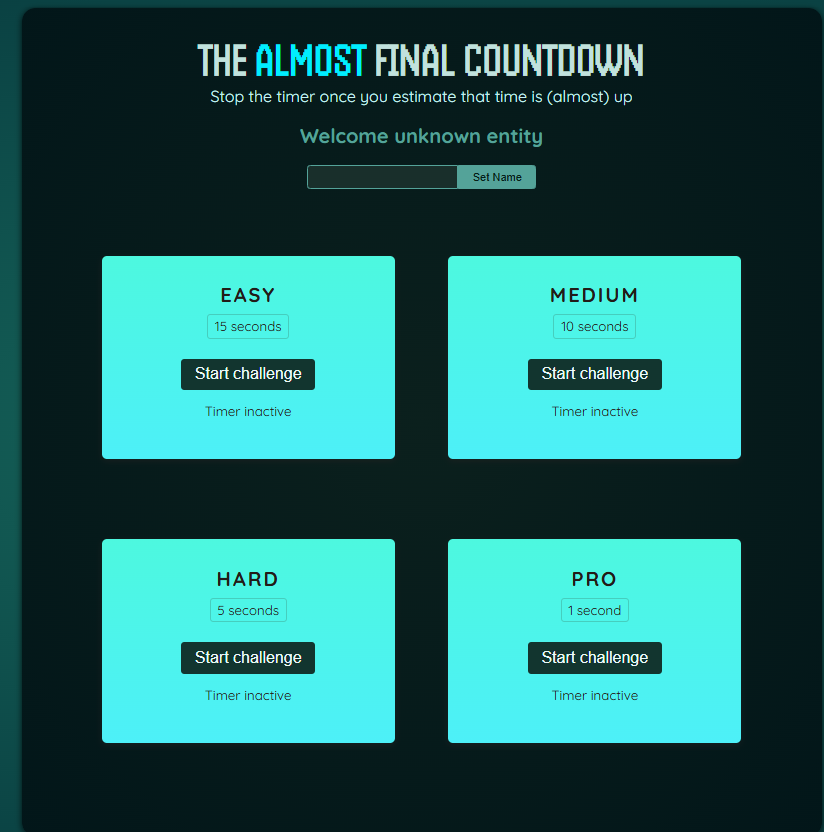 THE ALMOST FINAL COUNTDOWN
Stop the timer once you estimate that time is (almost) up
Welcome unknown entity
Set Name
EASY
15 seconds
Start challenge
Timer inactive
MEDIUM
10 seconds
Start challenge
Timer inactive
HARD
5 seconds
Start challenge
Timer inactive
PRO
1 second
Start challenge
Timer inactive